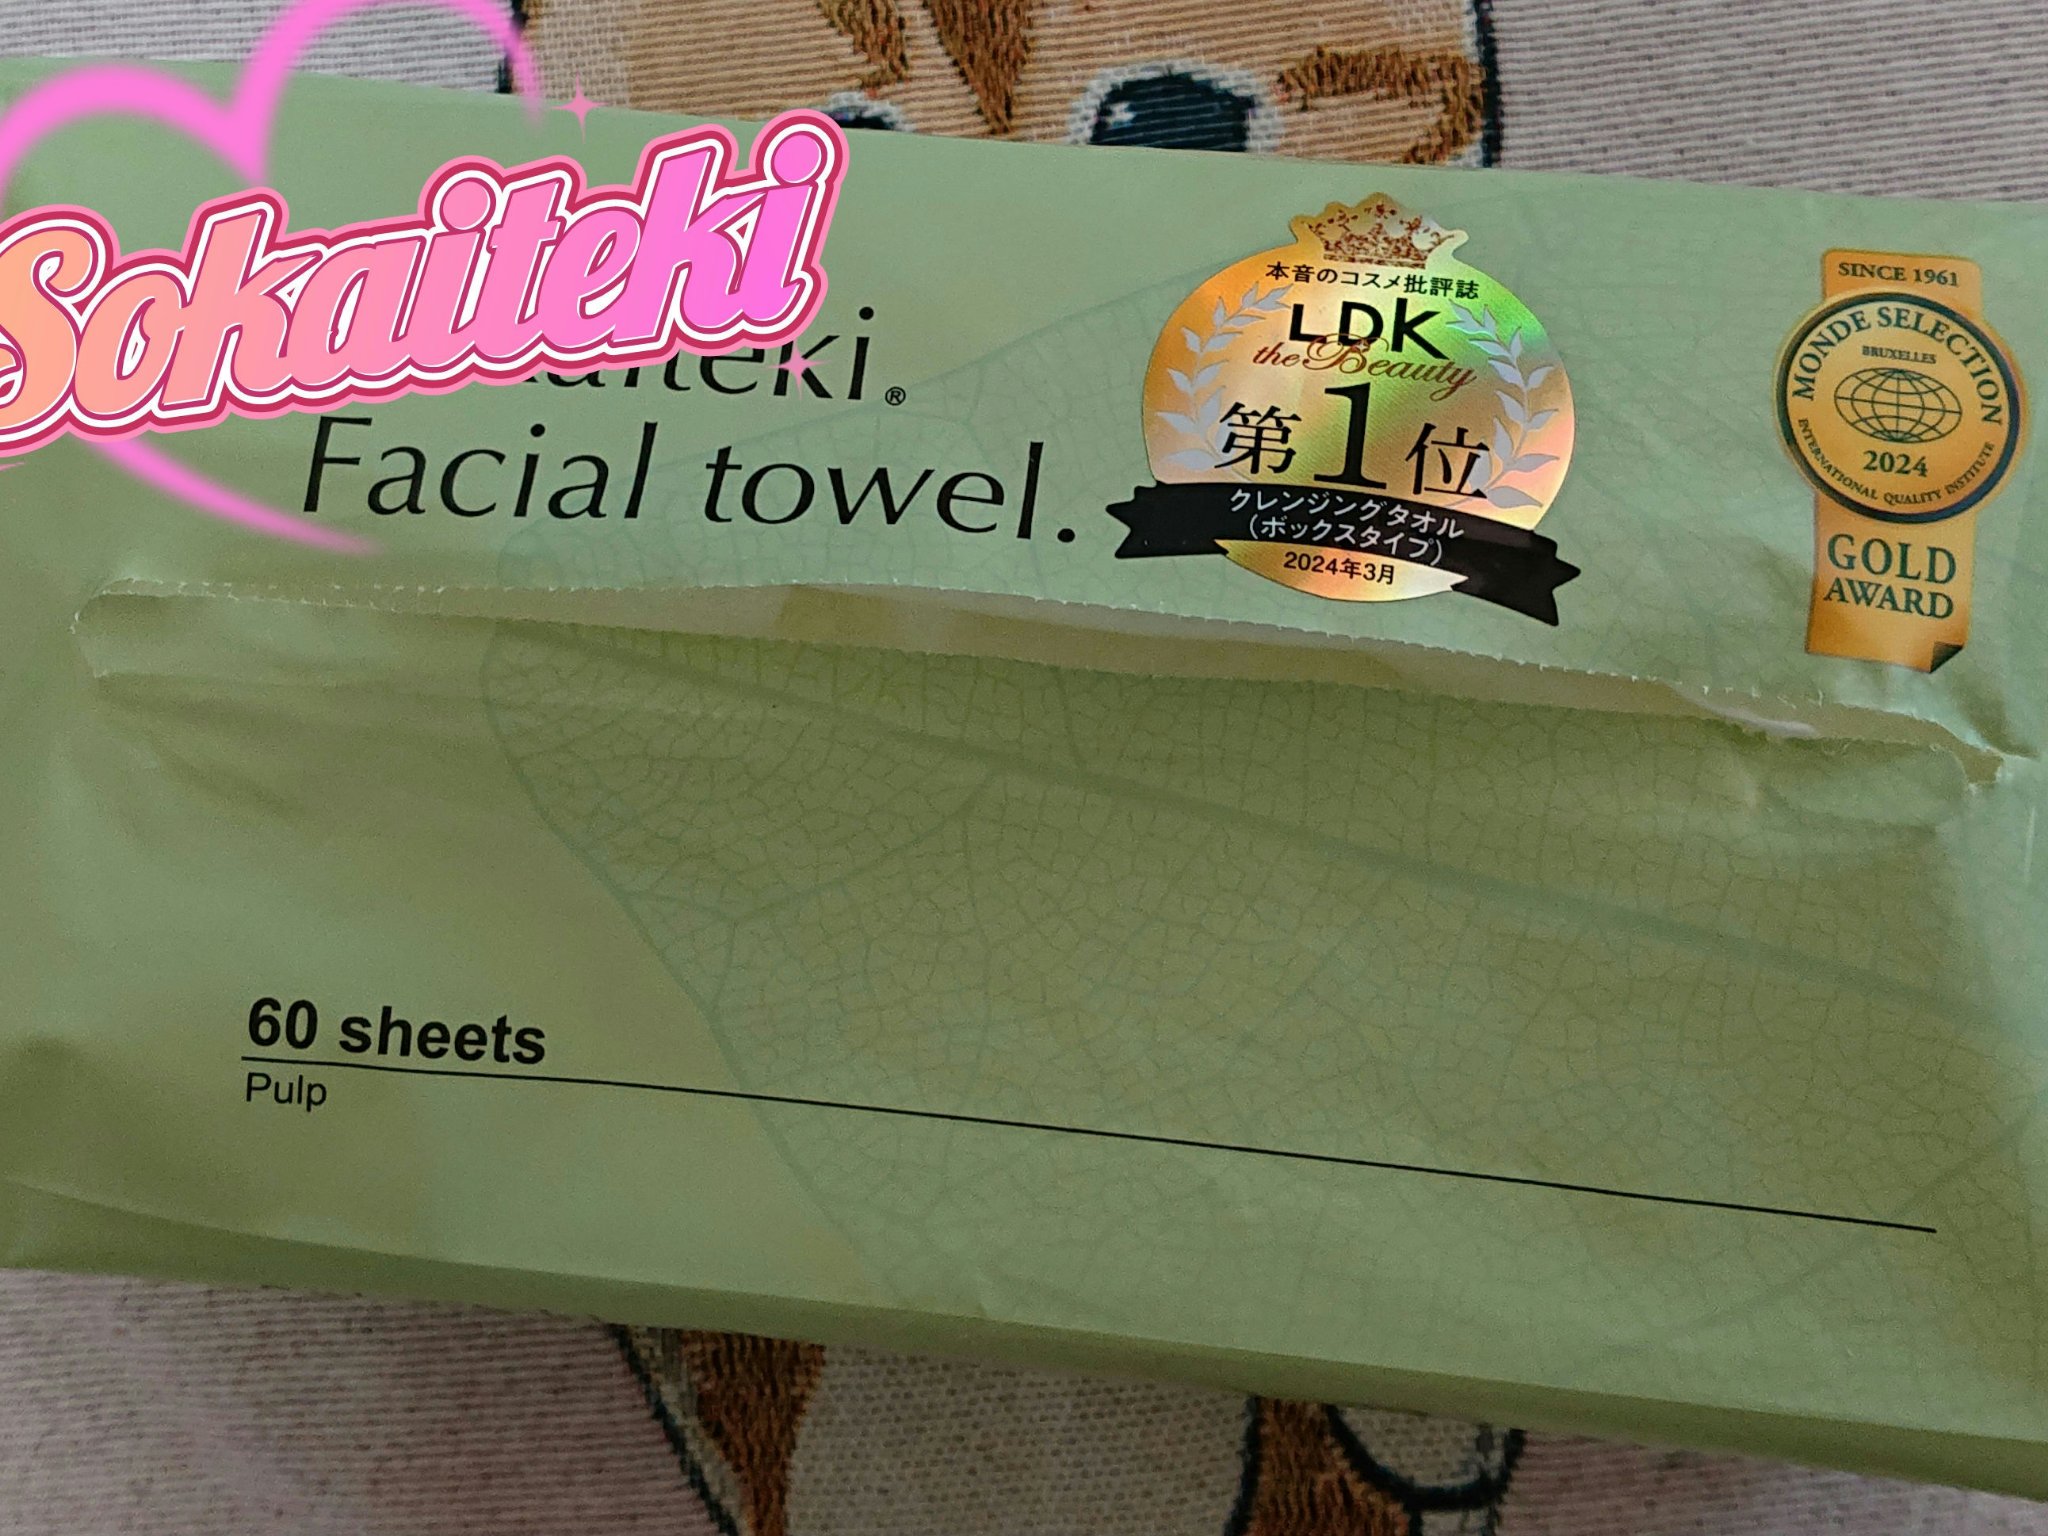 Sokaiteki
aiteki®
Facial towel.
本音のコスメ批評誌
LDK
the Beauty
第1位
クレンジングタオル
(ボックスタイプ)
2024年3月
SINCE 1961
MONDE SELECTION
BRUXELLES
2024
INTERNATIONAL QUALITY INSTITUTE
GOLD
AWARD
60 sheets
Pulp